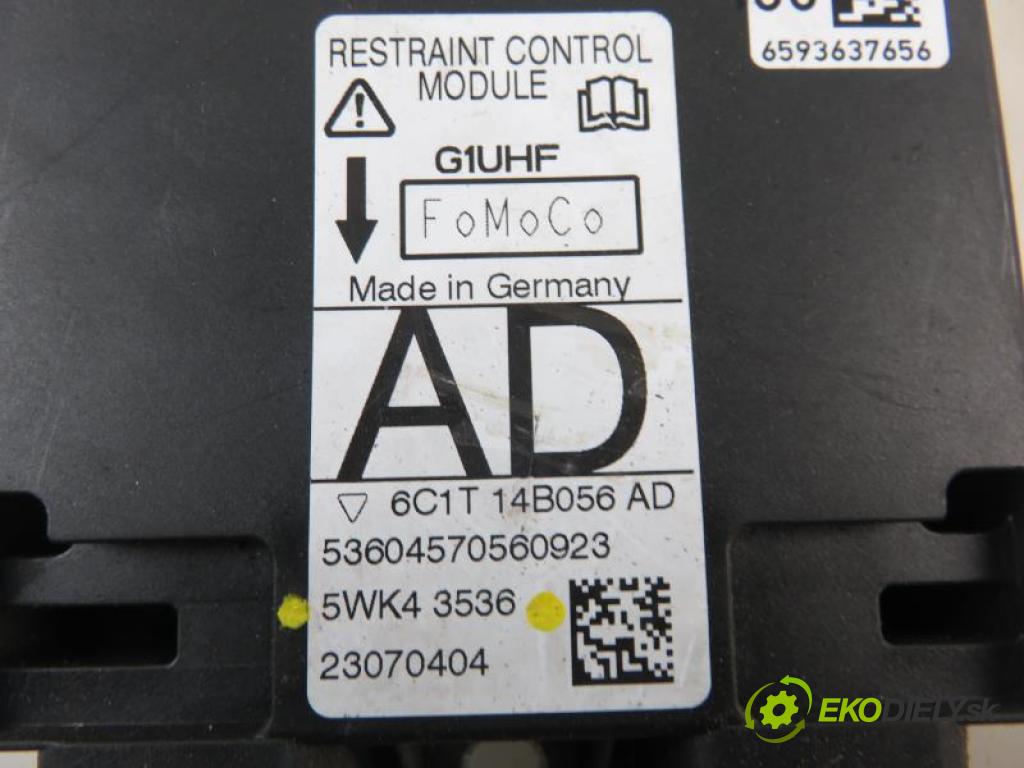 6593637656
RESTRAINT CONTROL
MODULE
G1UHF
FoMoCo
Made in Germany
AD
6C1T 14B056 AD
53604570560923
5WK4 3536
23070404
EKODIELY.sk